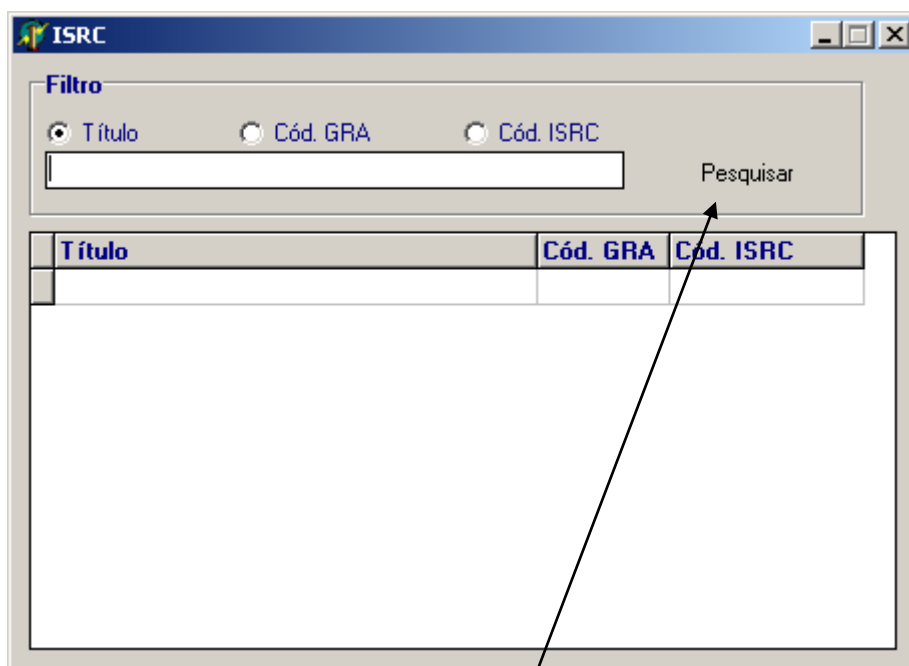 ISRC
Filtro
Título Cód. GRA Cód. ISRC
Pesquisar
Título Cód. GRA Cód. ISRC